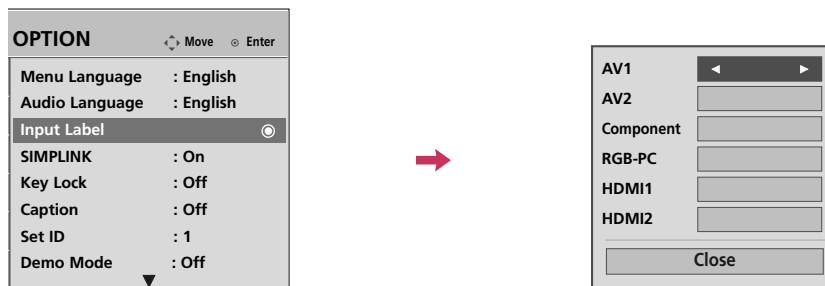 OPTION Move Enter
Menu Language : English
Audio Language : English
Input Label
SIMPLINK : On
Key Lock : Off
Caption : Off
Set ID : 1
Demo Mode : Off
AV1
AV2
Component
RGB-PC
HDMI1
HDMI2
Close